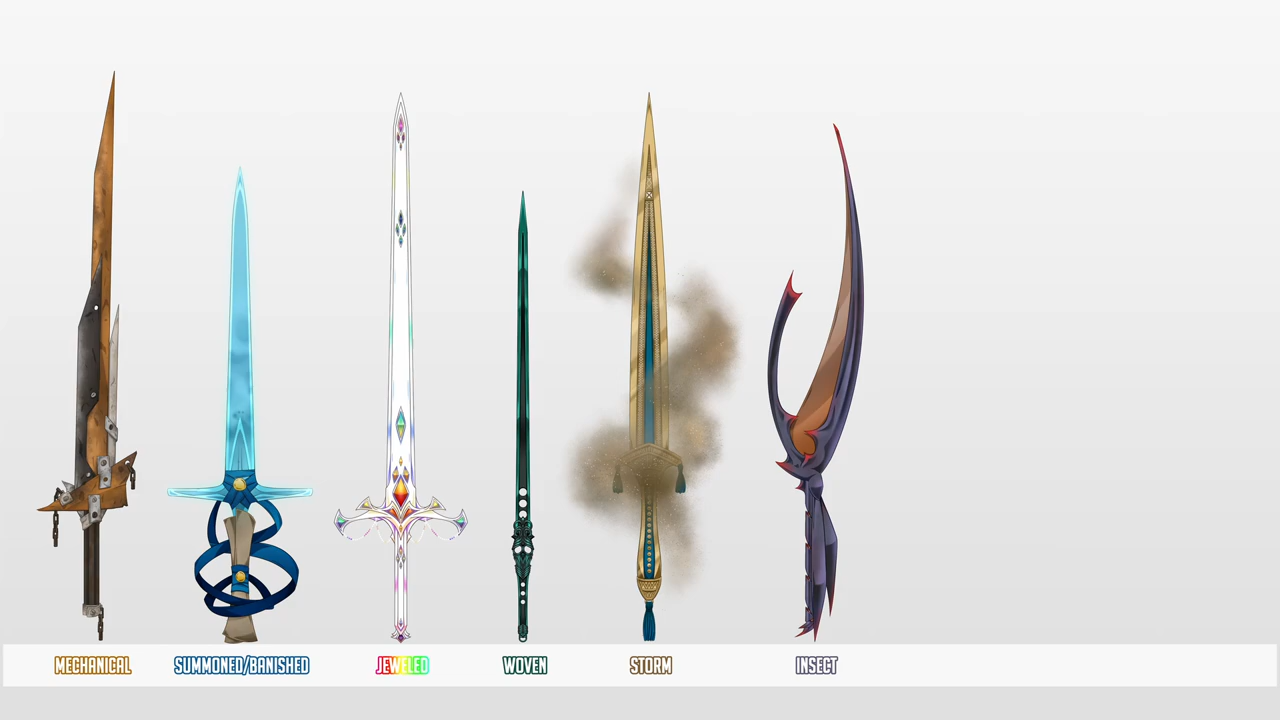 MECHANICAL
SUMMONED/BANISHED
JEWELED
WOVEN
STORM
INSECT